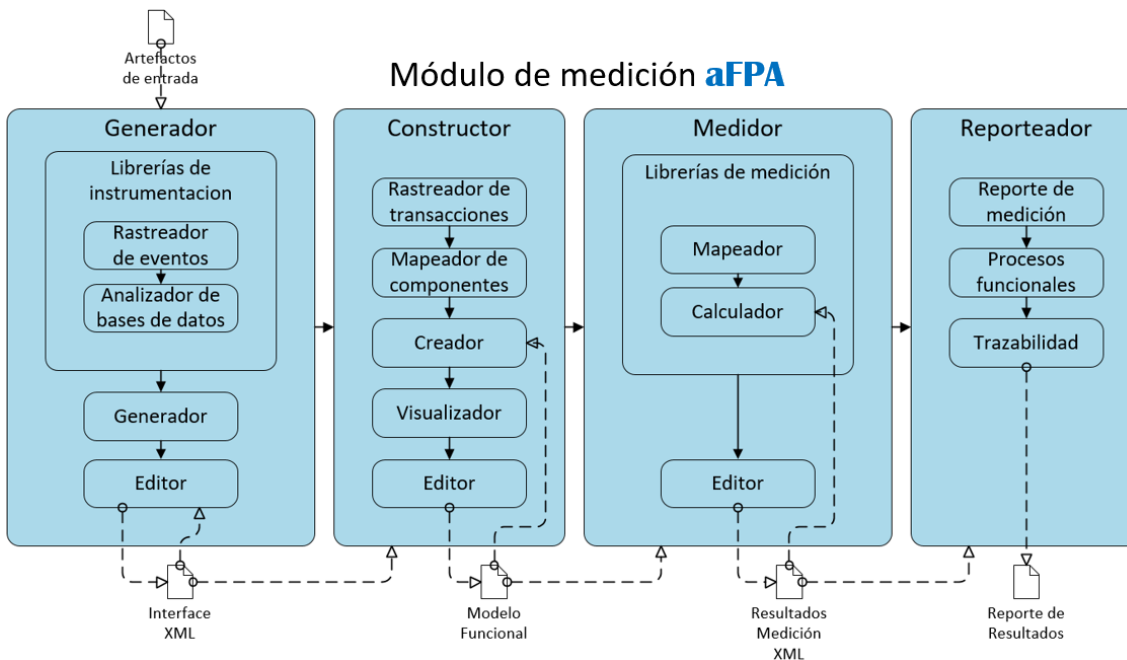 Artefactos
de entrada
Módulo de medición aFPA
Generador
Librerías de
instrumentacion
Rastreador
de eventos
Analizador de
bases de datos
Generador
Editor
Interface
XML
Constructor
Rastreador de
transacciones
Mapeador de
componentes
Creador
Visualizador
Editor
Modelo
Funcional
Medidor
Librerías de medición
Mapeador
Calculador
Editor
Resultados
Medición
XML
Reporteador
Reporte de
medición
Procesos
funcionales
Trazabilidad
Reporte de
Resultados